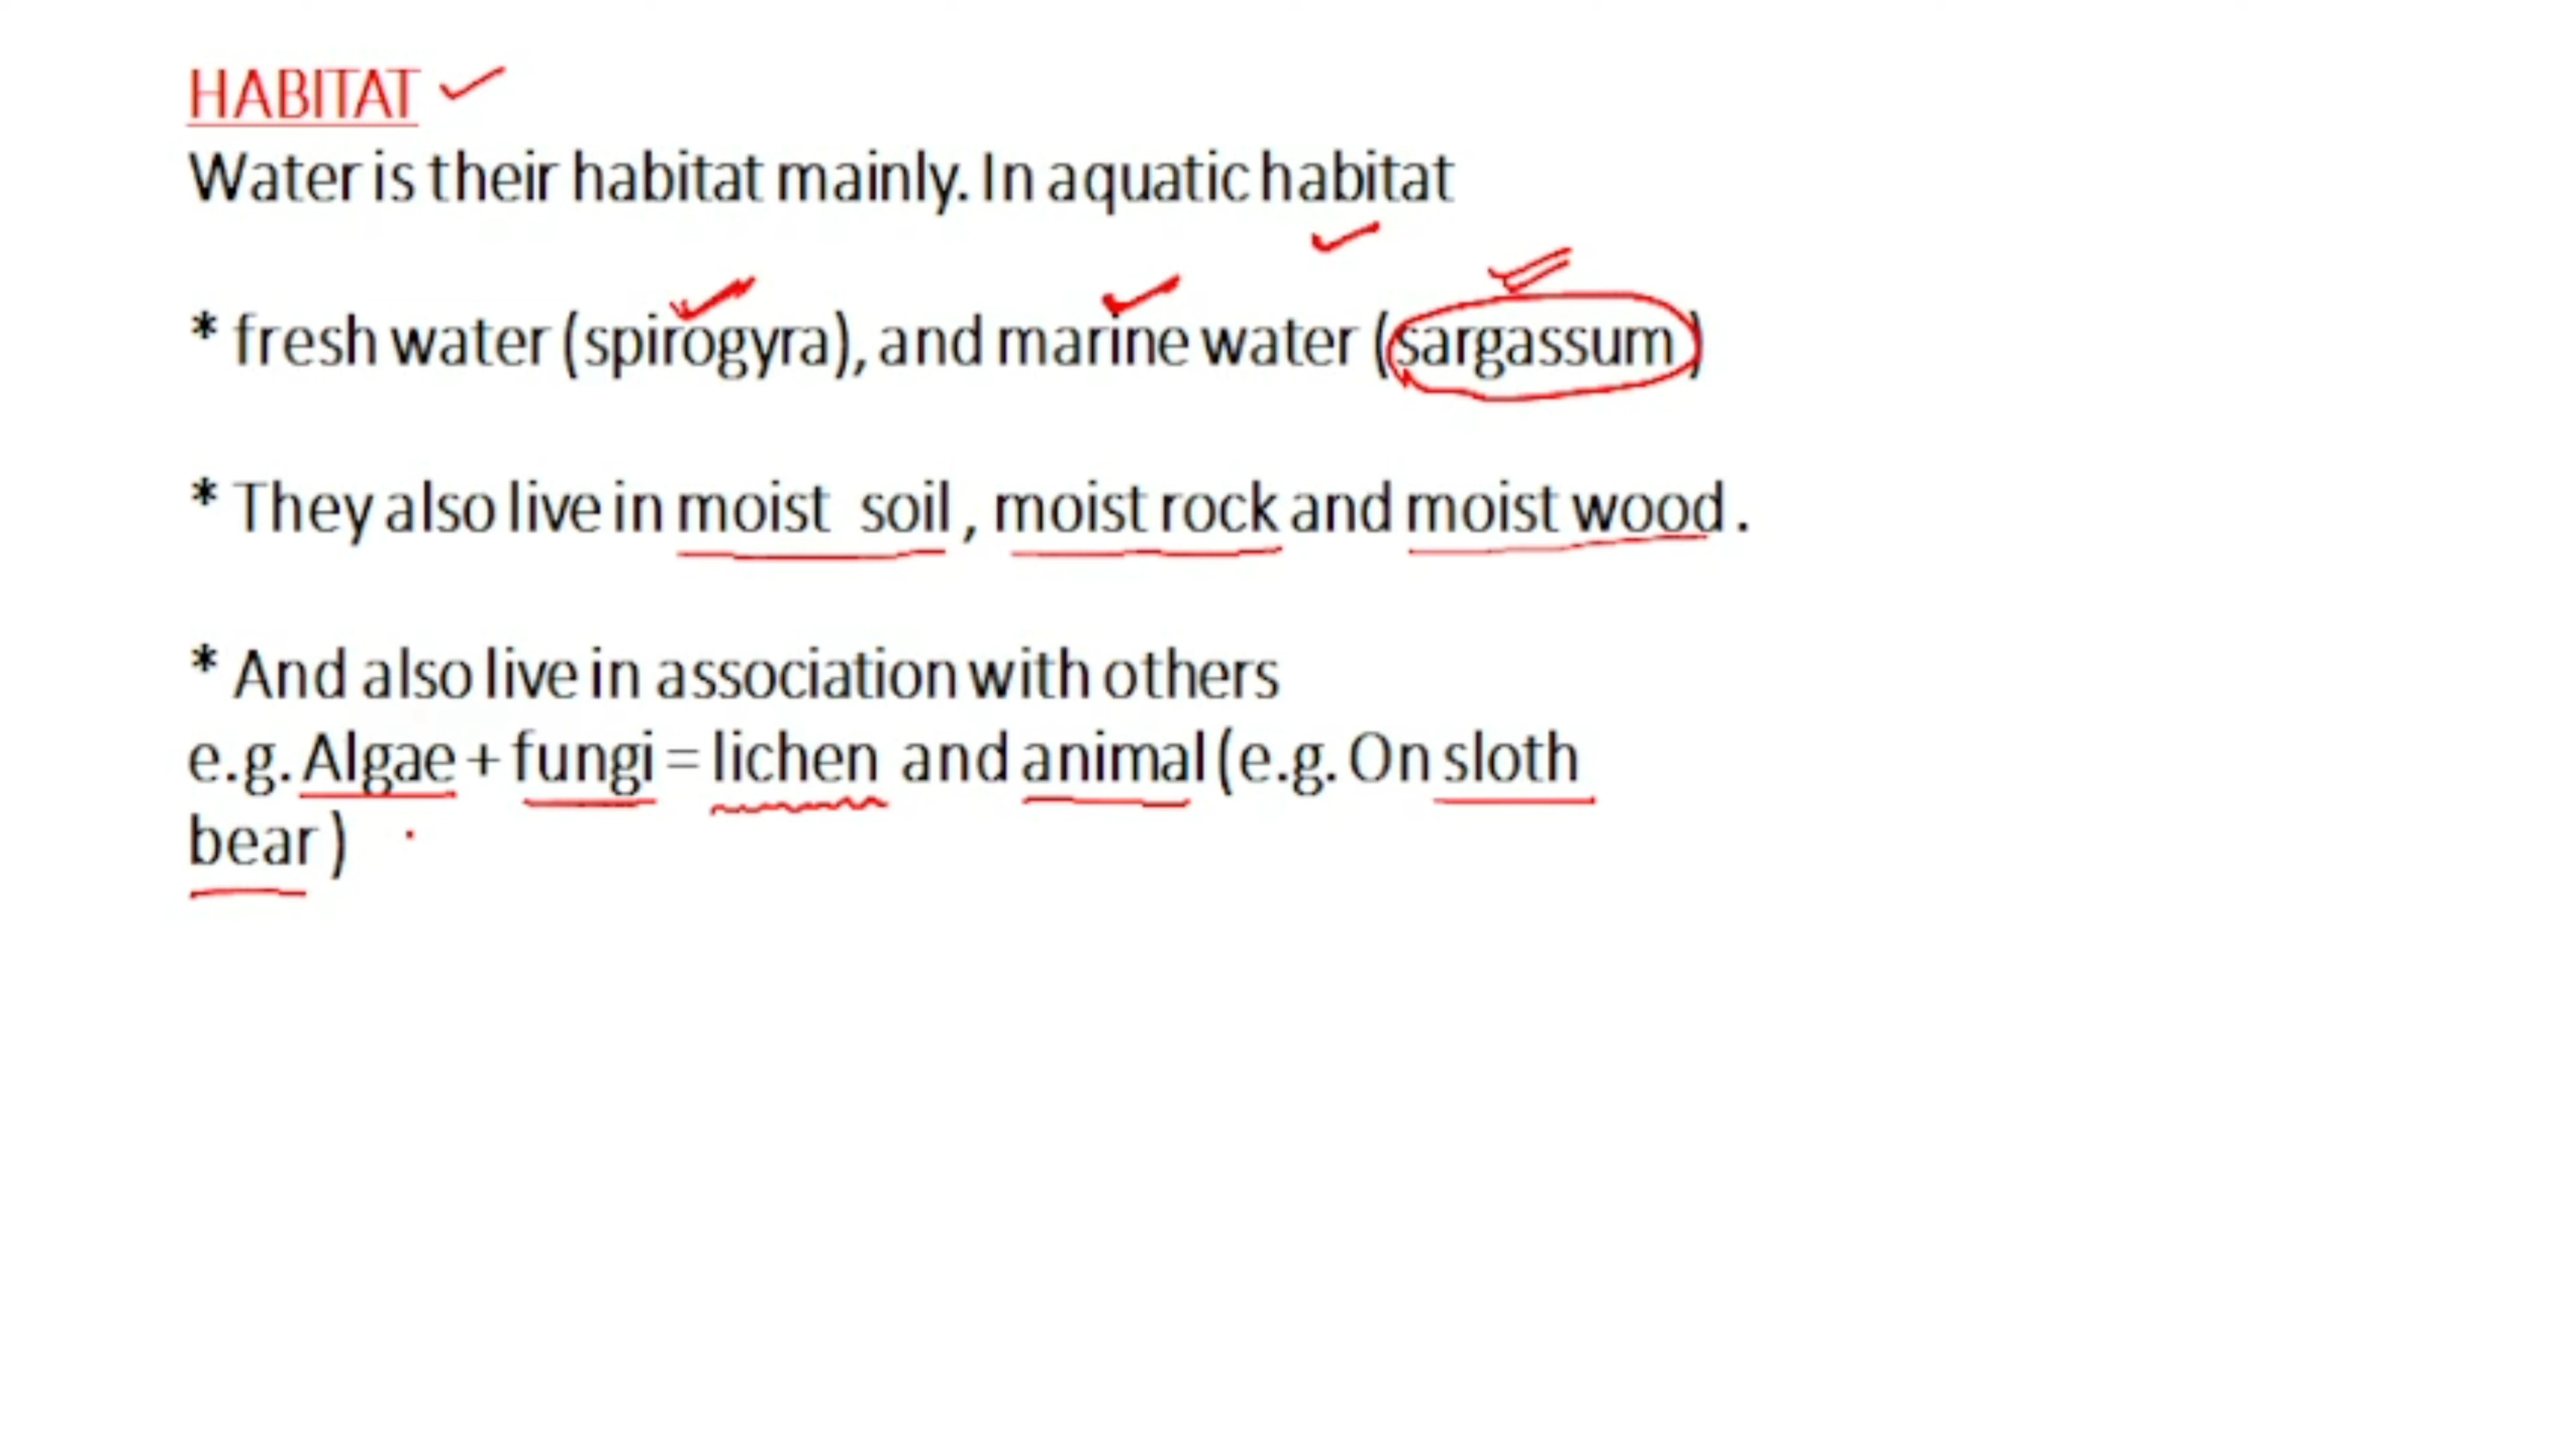 HABITAT
Water is their habitat mainly. In aquatic habitat
* fresh water (spirogyra), and marine water (sargassum)
* They also live in moist soil, moist rock and moist wood.
* And also live in association with others
e.g. Algae + fungi = lichen and animal (e.g. On sloth
bear)